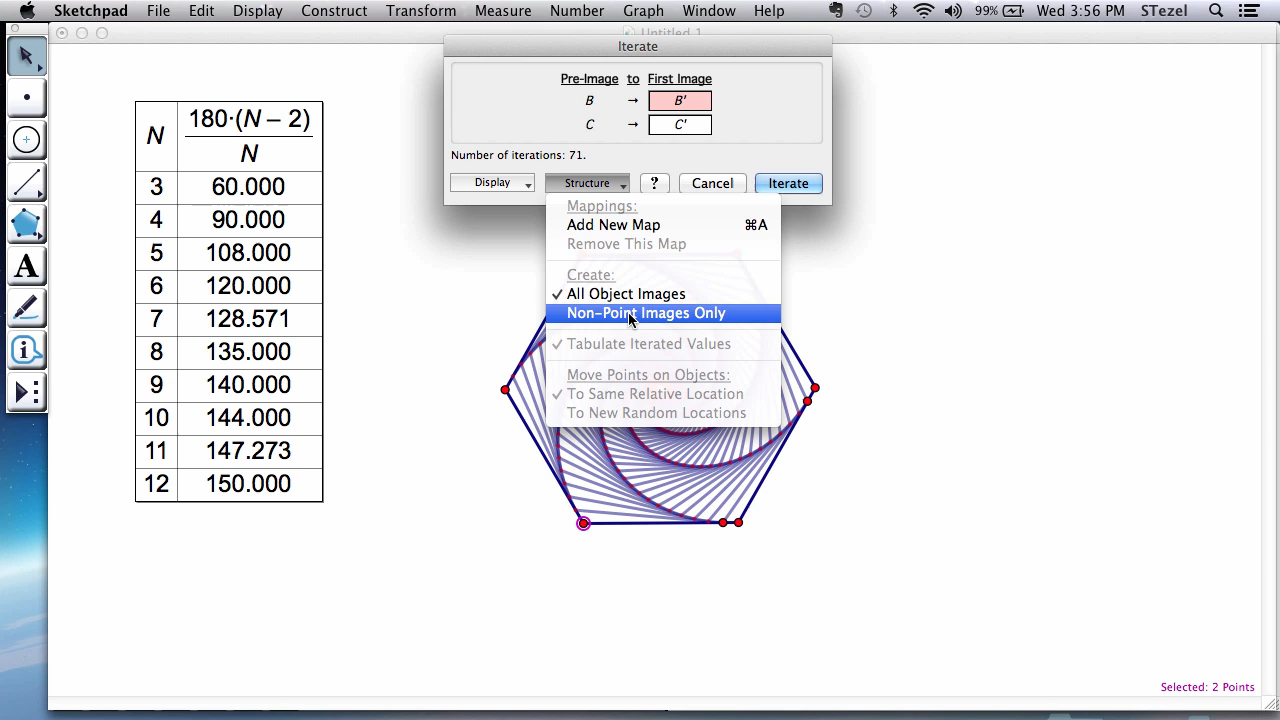 Sketchpad File Edit Display Construct Transform Measure Number Graph Window Help 99% Wed 3:56 PM STezel
Untitled 1
Iterate
Pre-Image to First Image
B → B'
C → C'
Number of iterations: 71.
Display Structure ? Cancel Iterate
Mappings:
Add New Map ⌘A
Remove This Map
Create:
✓ All Object Images
Non-Point Images Only
✓ Tabulate Iterated Values
Move Points on Objects:
✓ To Same Relative Location
To New Random Locations
A
N 180·(N – 2)
N
3 60.000
4 90.000
5 108.000
6 120.000
7 128.571
8 135.000
9 140.000
10 144.000
11 147.273
12 150.000
Selected: 2 Points